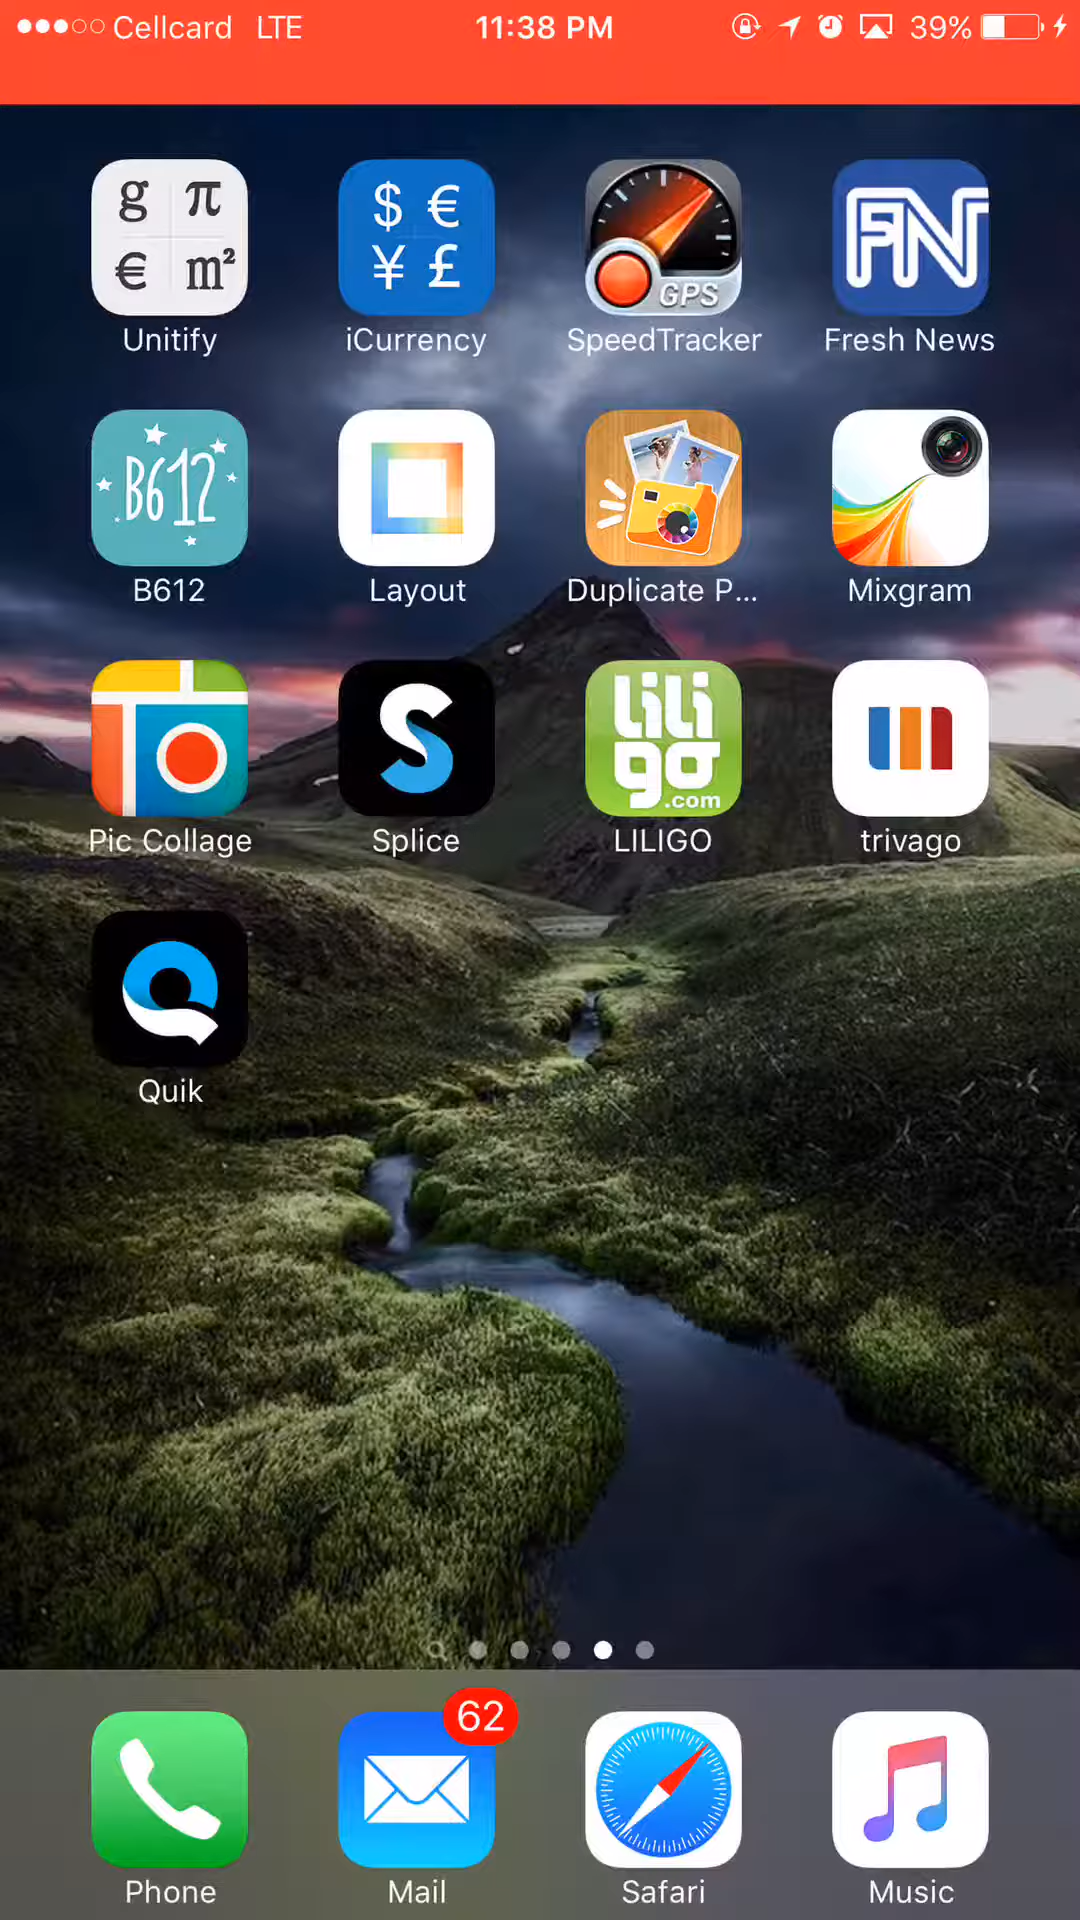 Cellcard LTE 11:38 PM 39%
g π
€ m²
$ €
¥ £
GPS
FN
Unitify iCurrency SpeedTracker Fresh News
B612
B612 Layout Duplicate P... Mixgram
S
LiLi
go
.com
Pic Collage Splice LILIGO trivago
Quik
62
Phone Mail Safari Music